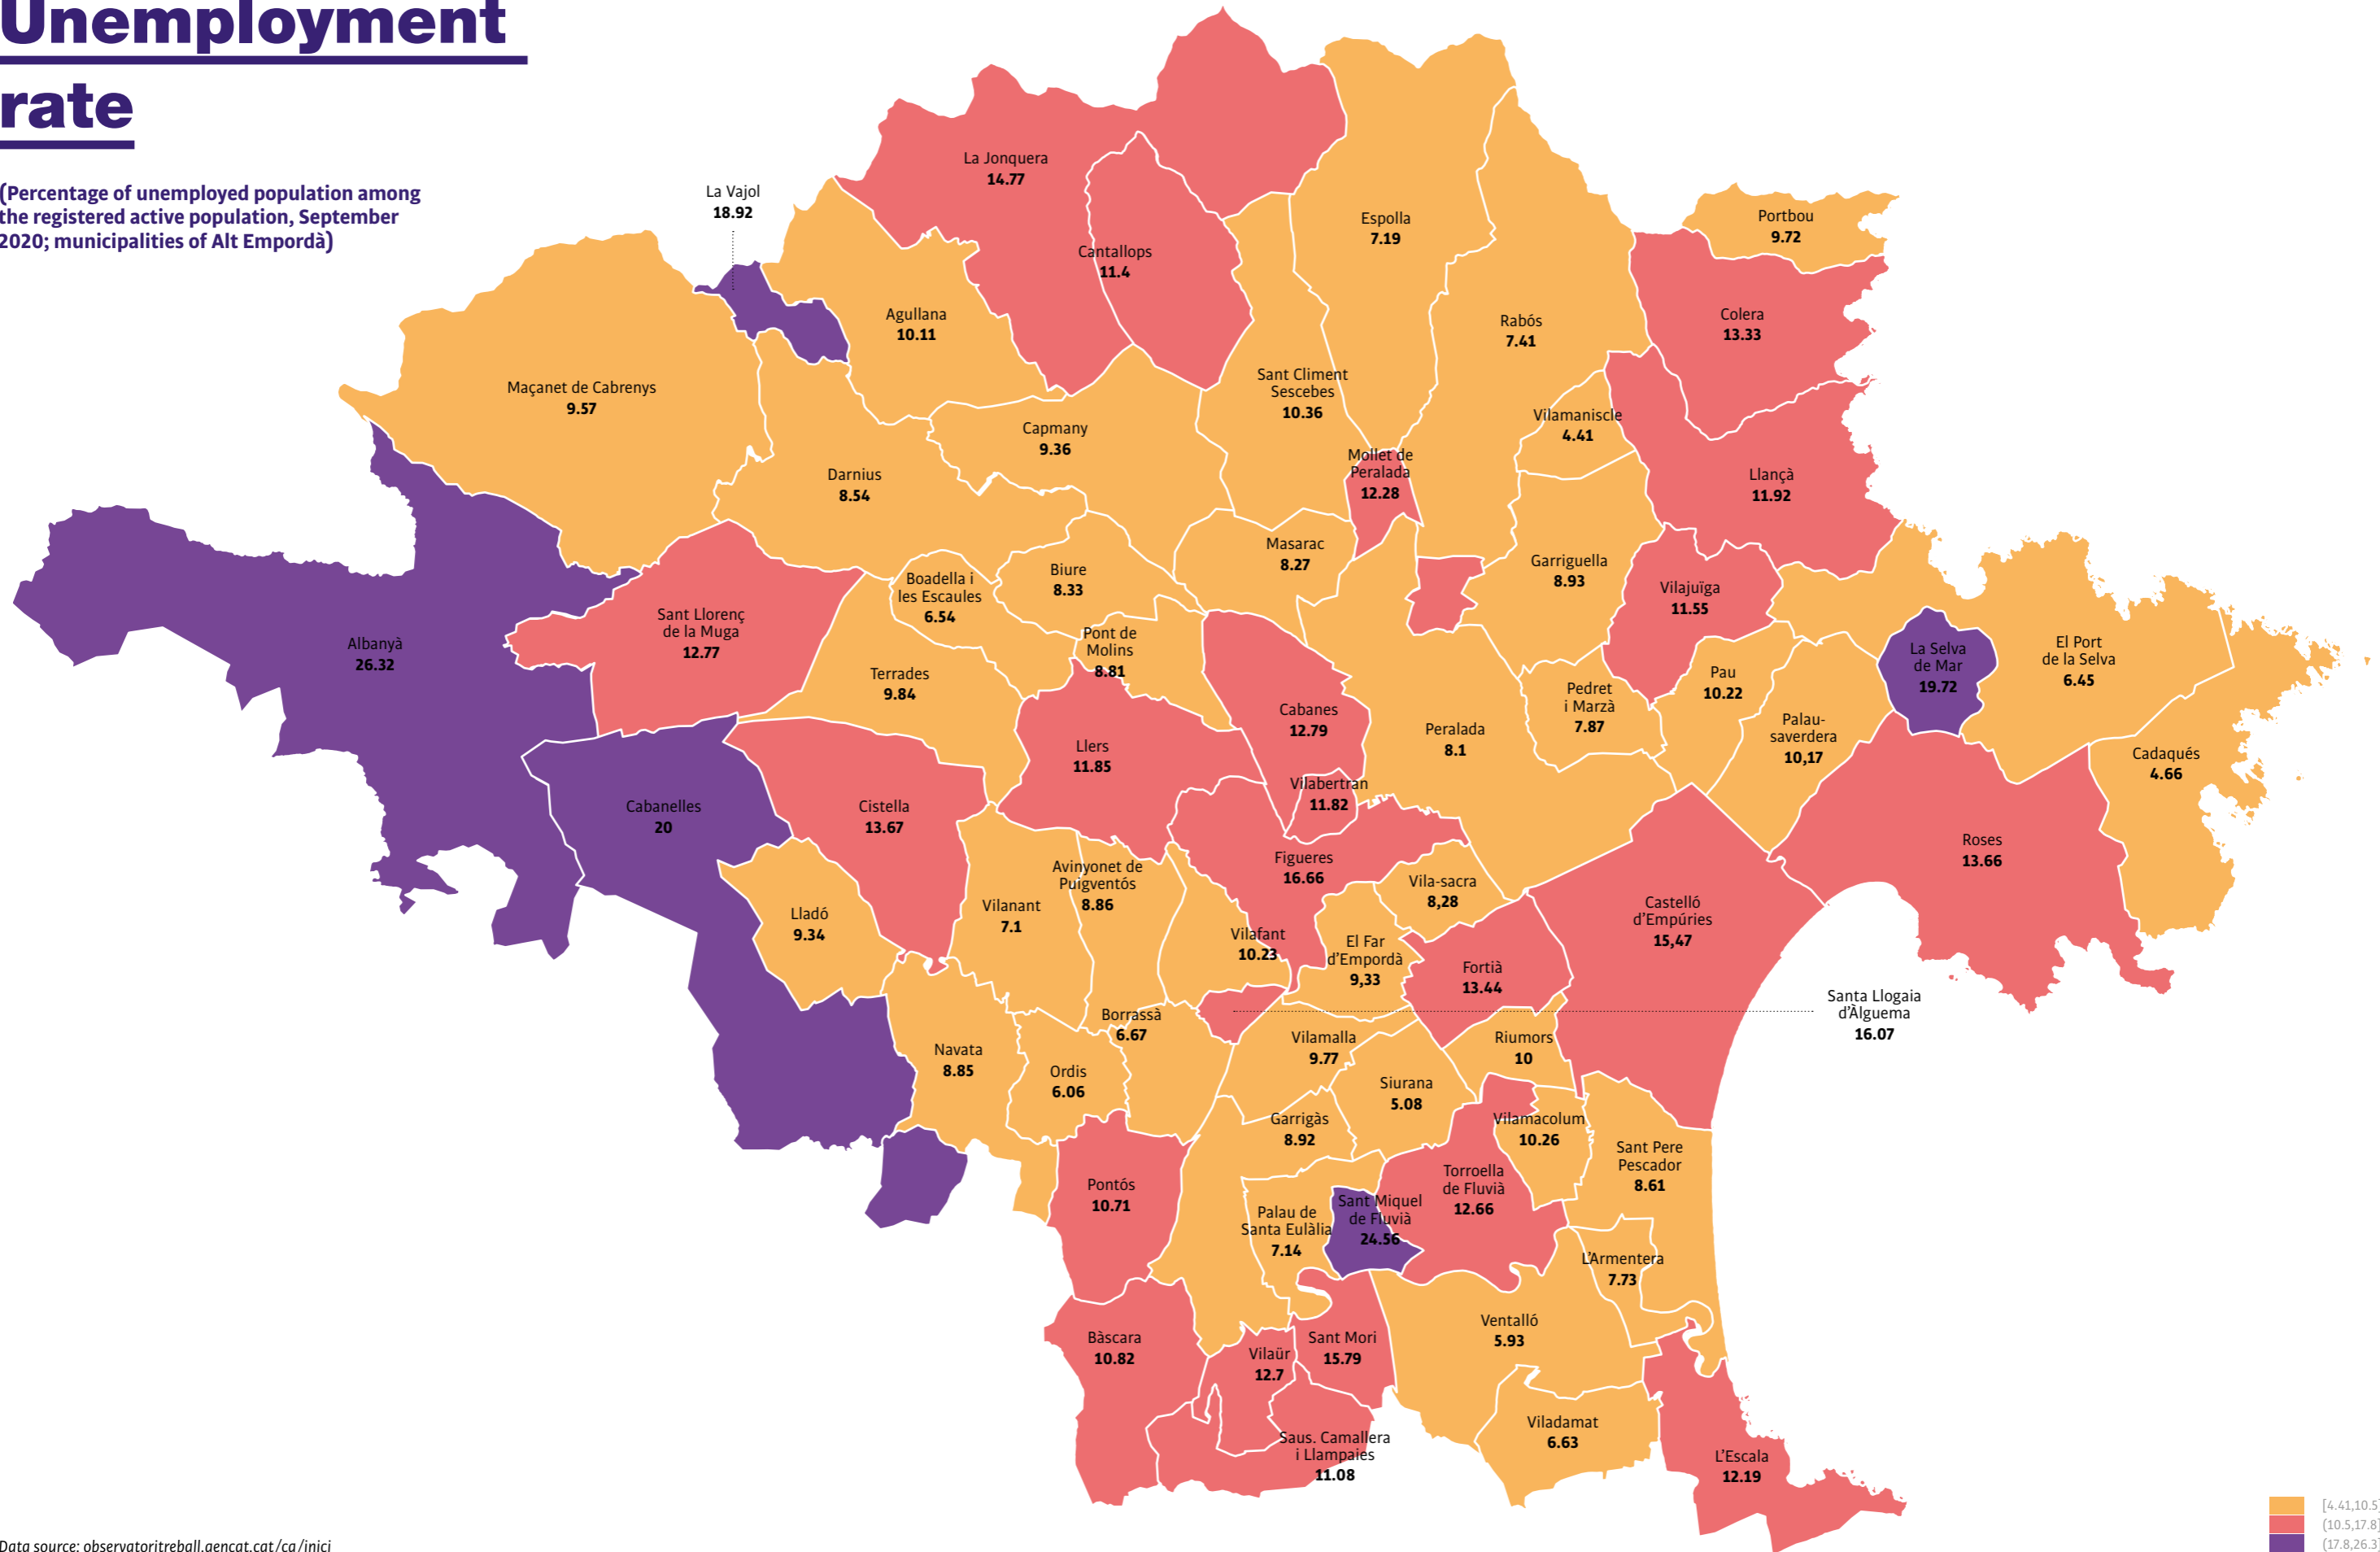 Unemployment
rate
(Percentage of unemployed population among
the registered active population, September
2020; municipalities of Alt Empordà)
La Vajol
18.92
La Jonquera
14.77
Cantallops
11.4
Espolla
7.19
Portbou
9.72
Agullana
10.11
Rabós
7.41
Colera
13.33
Maçanet de Cabrenys
9.57
Sant Climent
Sescebes
10.36
Capmany
9.36
Vilamaniscle
4.41
Darnius
8.54
Mollet de
Peralada
12.28
Llançà
11.92
Masarac
8.27
Garriguella
8.93
Biure
8.33
Boadella i
les Escaules
6.54
Vilajuïga
11.55
Sant Llorenç
de la Muga
12.77
Albanyà
26.32
Pont de
Molins
8.81
La Selva
de Mar
19.72
El Port
de la Selva
6.45
Terrades
9.84
Pau
10.22
Pedret
i Marzà
7.87
Cabanes
12.79
Peralada
8.1
Palau-
saverdera
10,17
Llers
11.85
Cadaqués
4.66
Vilabertran
11.82
Cabanelles
20
Cistella
13.67
Roses
13.66
Figueres
16.66
Avinyonet de
Puigventós
8.86
Vila-sacra
8,28
Vilanant
7.1
Lladó
9.34
Castelló
d'Empúries
15,47
Vilafant
10.23
El Far
d'Empordà
9,33
Fortià
13.44
Santa Llogaia
d'Àlguema
16.07
Borrassà
6.67
Navata
8.85
Ordis
6.06
Vilamalla
9.77
Riumors
10
Siurana
5.08
Garrigàs
8.92
Vilamacolum
10.26
Sant Pere
Pescador
8.61
Pontós
10.71
Torroella
de Fluvià
12.66
Sant Miquel
de Fluvià
24.56
Palau de
Santa Eulàlia
7.14
L'Armentera
7.73
Bàscara
10.82
Sant Mori
15.79
Ventalló
5.93
Vilaür
12.7
Viladamat
6.63
Saus. Camallera
i Llampaies
11.08
L'Escala
12.19
[4.41,10.5]
(10.5,17.8]
(17.8,26.3]
Data source: observatoritreball.gencat.cat/ca/inici